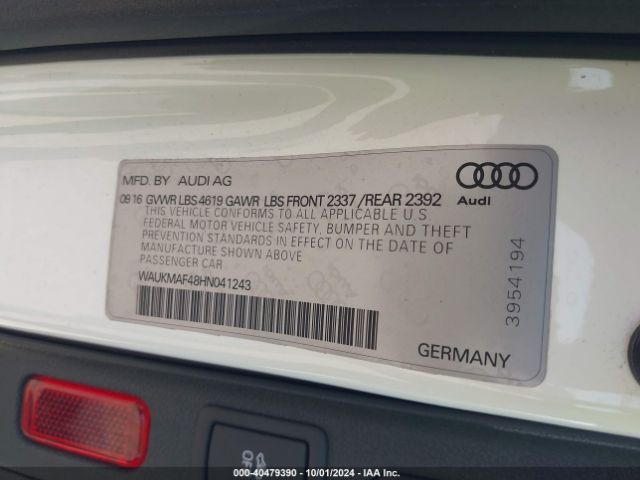 MFD. BY AUDI AG
09 16 GVWR LBS 4619 GAWR LBS FRONT 2337 /REAR 2392
THIS VEHICLE CONFORMS TO ALL APPLICABLE U.S.
FEDERAL MOTOR VEHICLE SAFETY, BUMPER AND THEFT
PREVENTION STANDARDS IN EFFECT ON THE DATE OF
MANUFACTURE SHOWN ABOVE
PASSENGER CAR
WAUKMAF48HN041243
Audi
3954194
GERMANY
OFF
00-40479390 - 10/01/2024 - IAA Inc.